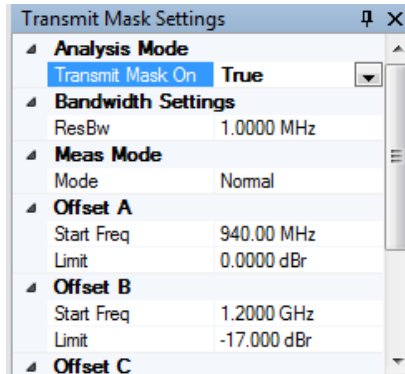 Transmit Mask Settings
Analysis Mode
Transmit Mask On True
Bandwidth Settings
ResBw 1.0000 MHz
Meas Mode
Mode Normal
Offset A
Start Freq 940.00 MHz
Limit 0.0000 dBr
Offset B
Start Freq 1.2000 GHz
Limit -17.000 dBr
Offset C